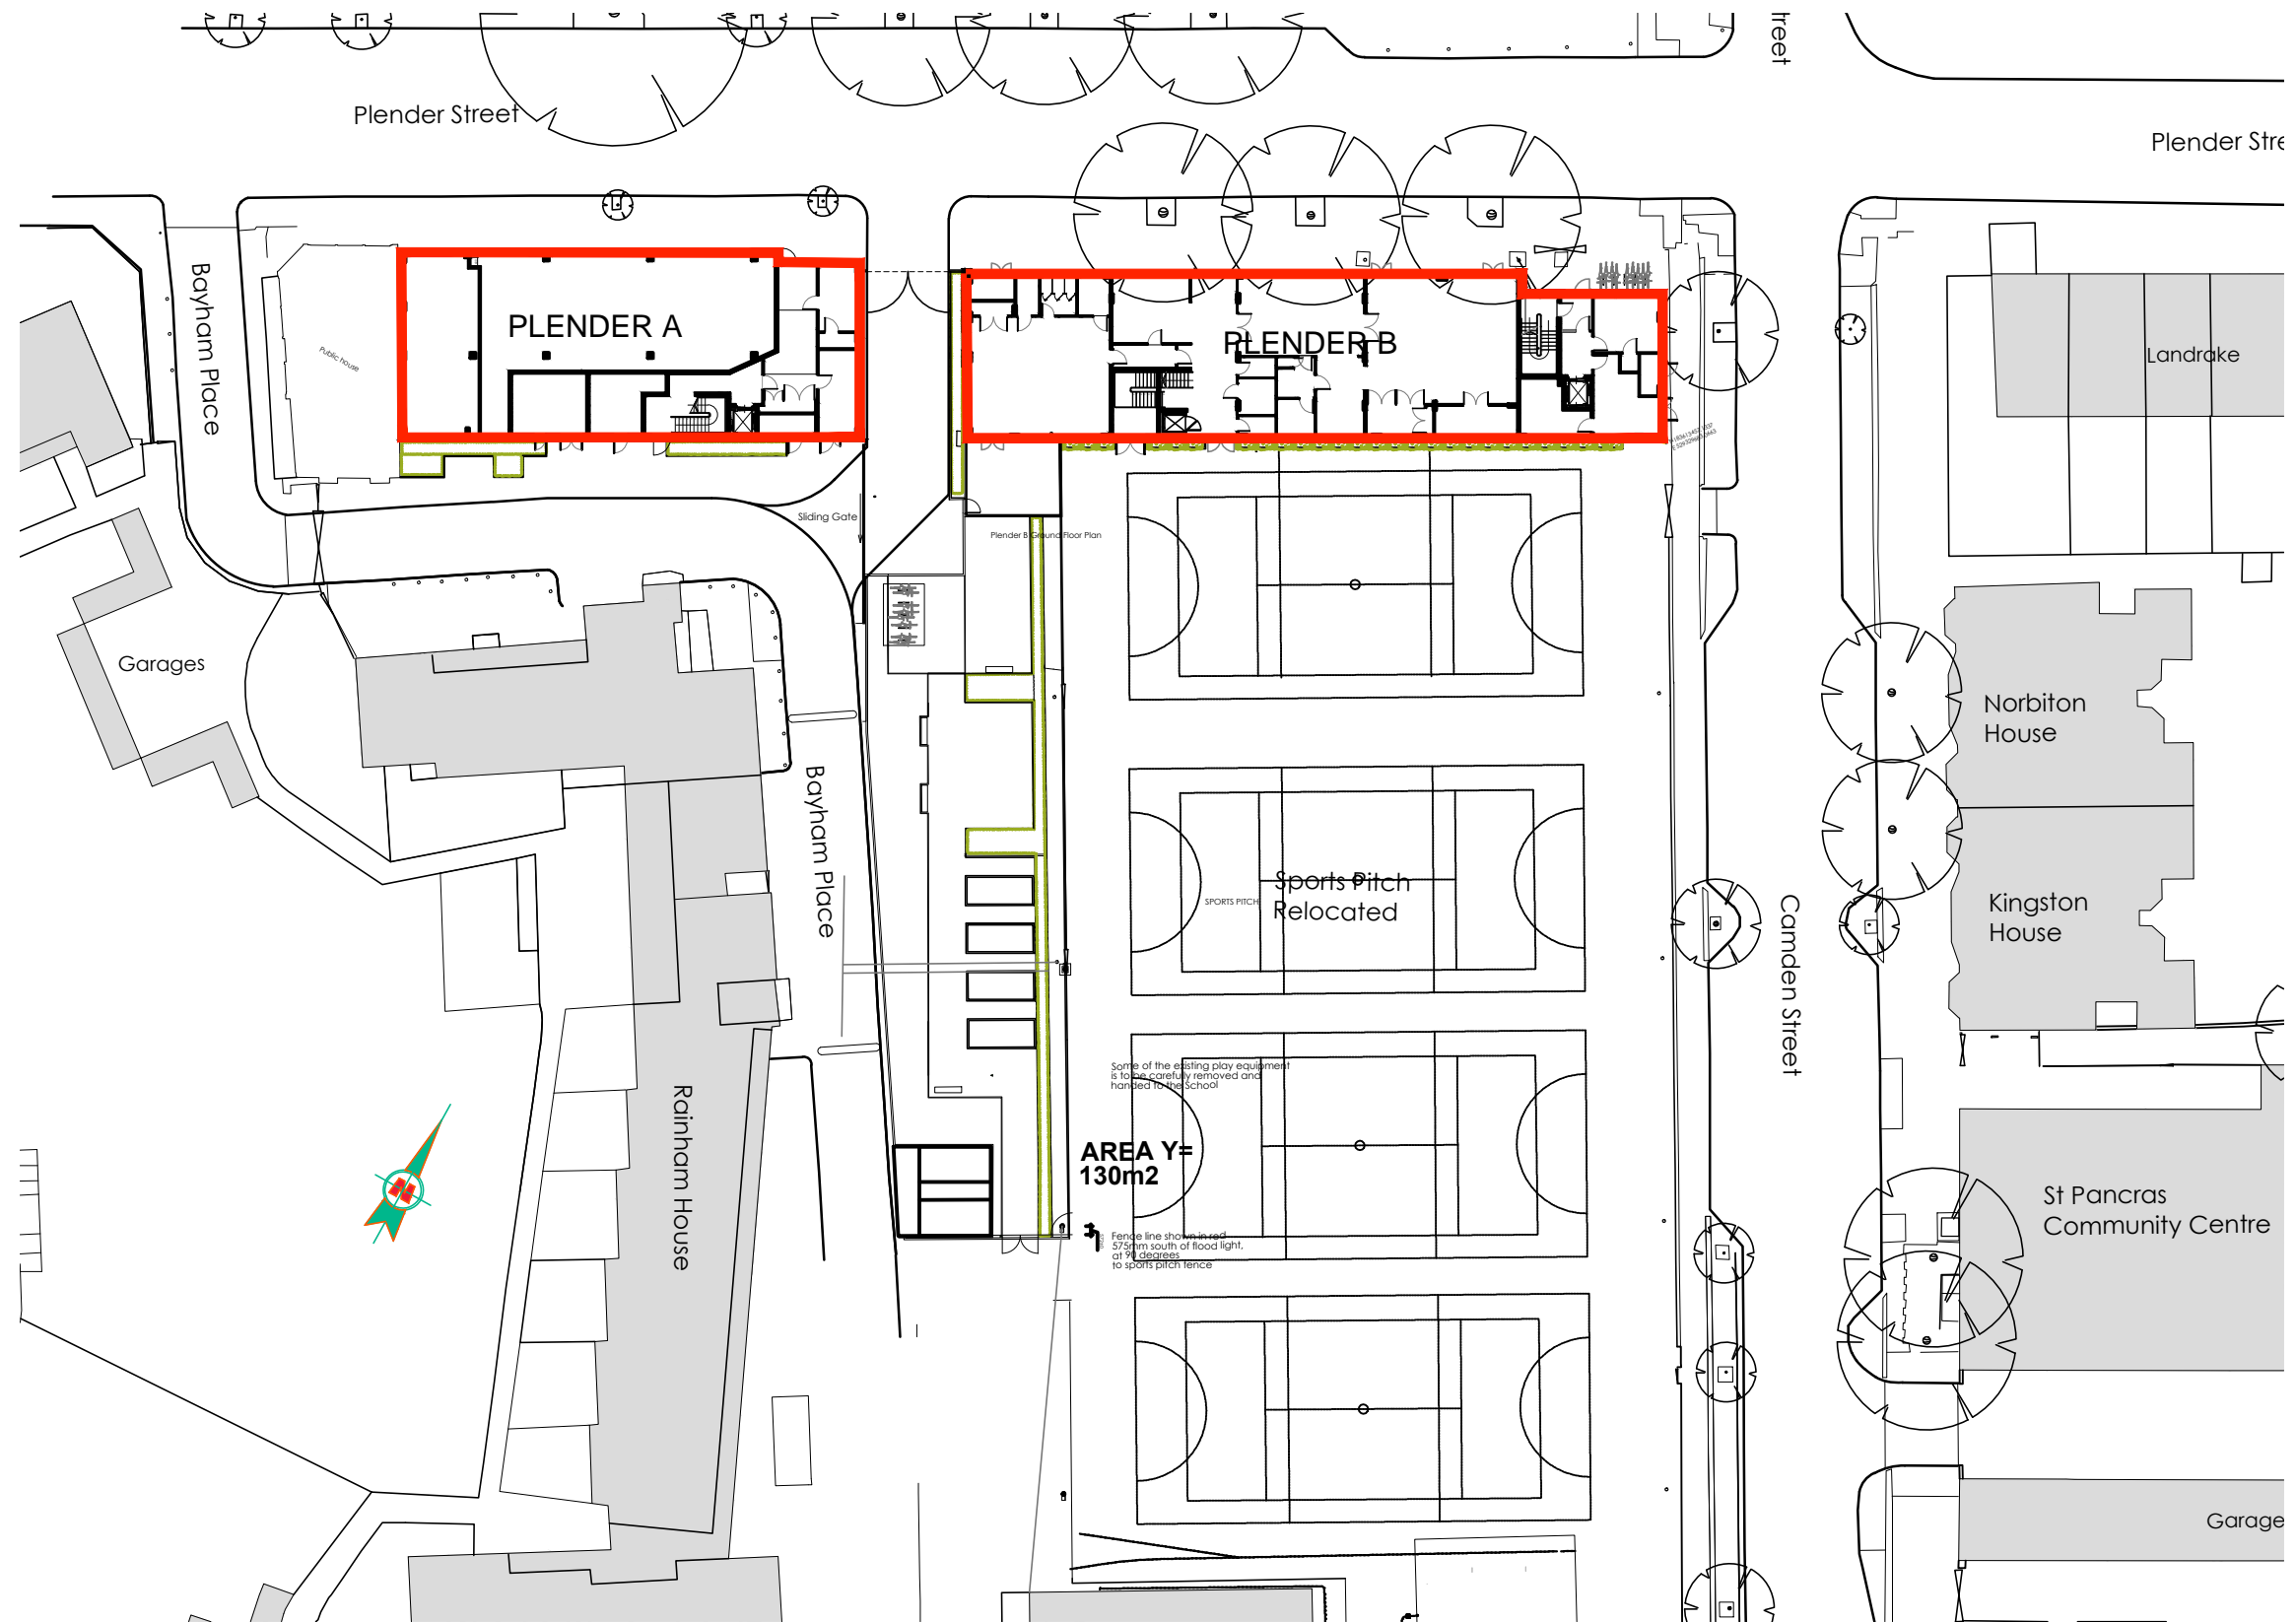 treet
Plender Street
Plender Stre
Bayham Place
Public house
PLENDER A
PLENDER B
Landrake
Sliding Gate
Plender B Ground Floor Plan
Garages
Norbiton
House
Bayham Place
Sports Pitch
Relocated
SPORTS PITCH
Kingston
House
Camden Street
Some of the existing play equipment
is to be carefully removed and
handed to the School
Rainham House
AREA Y=
130m2
St Pancras
Community Centre
Fence line shown in red
575mm south of flood light,
at 90 degrees
to sports pitch fence
Garage